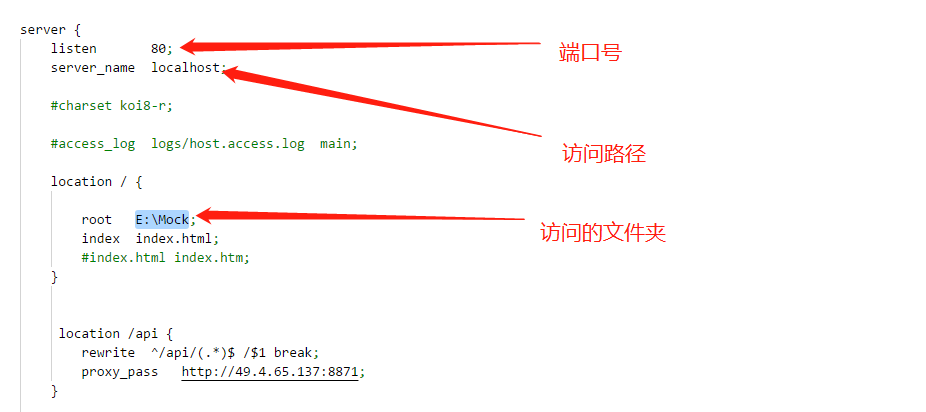 server {
listen 80;
端口号
server_name localhost;
#charset koi8-r;
#access_log logs/host.access.log main;
访问路径
location / {
root E:\Mock;
访问的文件夹
index index.html;
#index.html index.htm;
}
location /api {
rewrite ^/api/(.*)$ /$1 break;
proxy_pass http://49.4.65.137:8871;
}